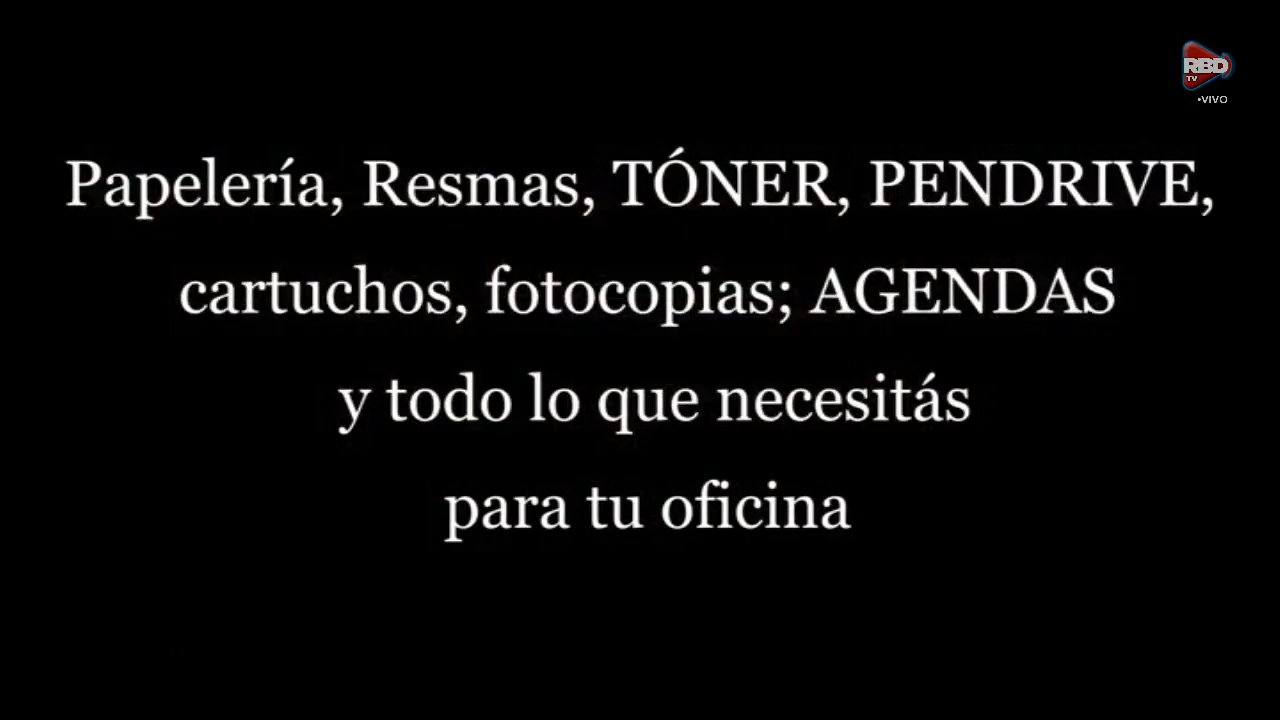 RBD
TV
•VIVO
Papelería, Resmas, TÓNER, PENDRIVE,
cartuchos, fotocopias; AGENDAS
y todo lo que necesitás
para tu oficina